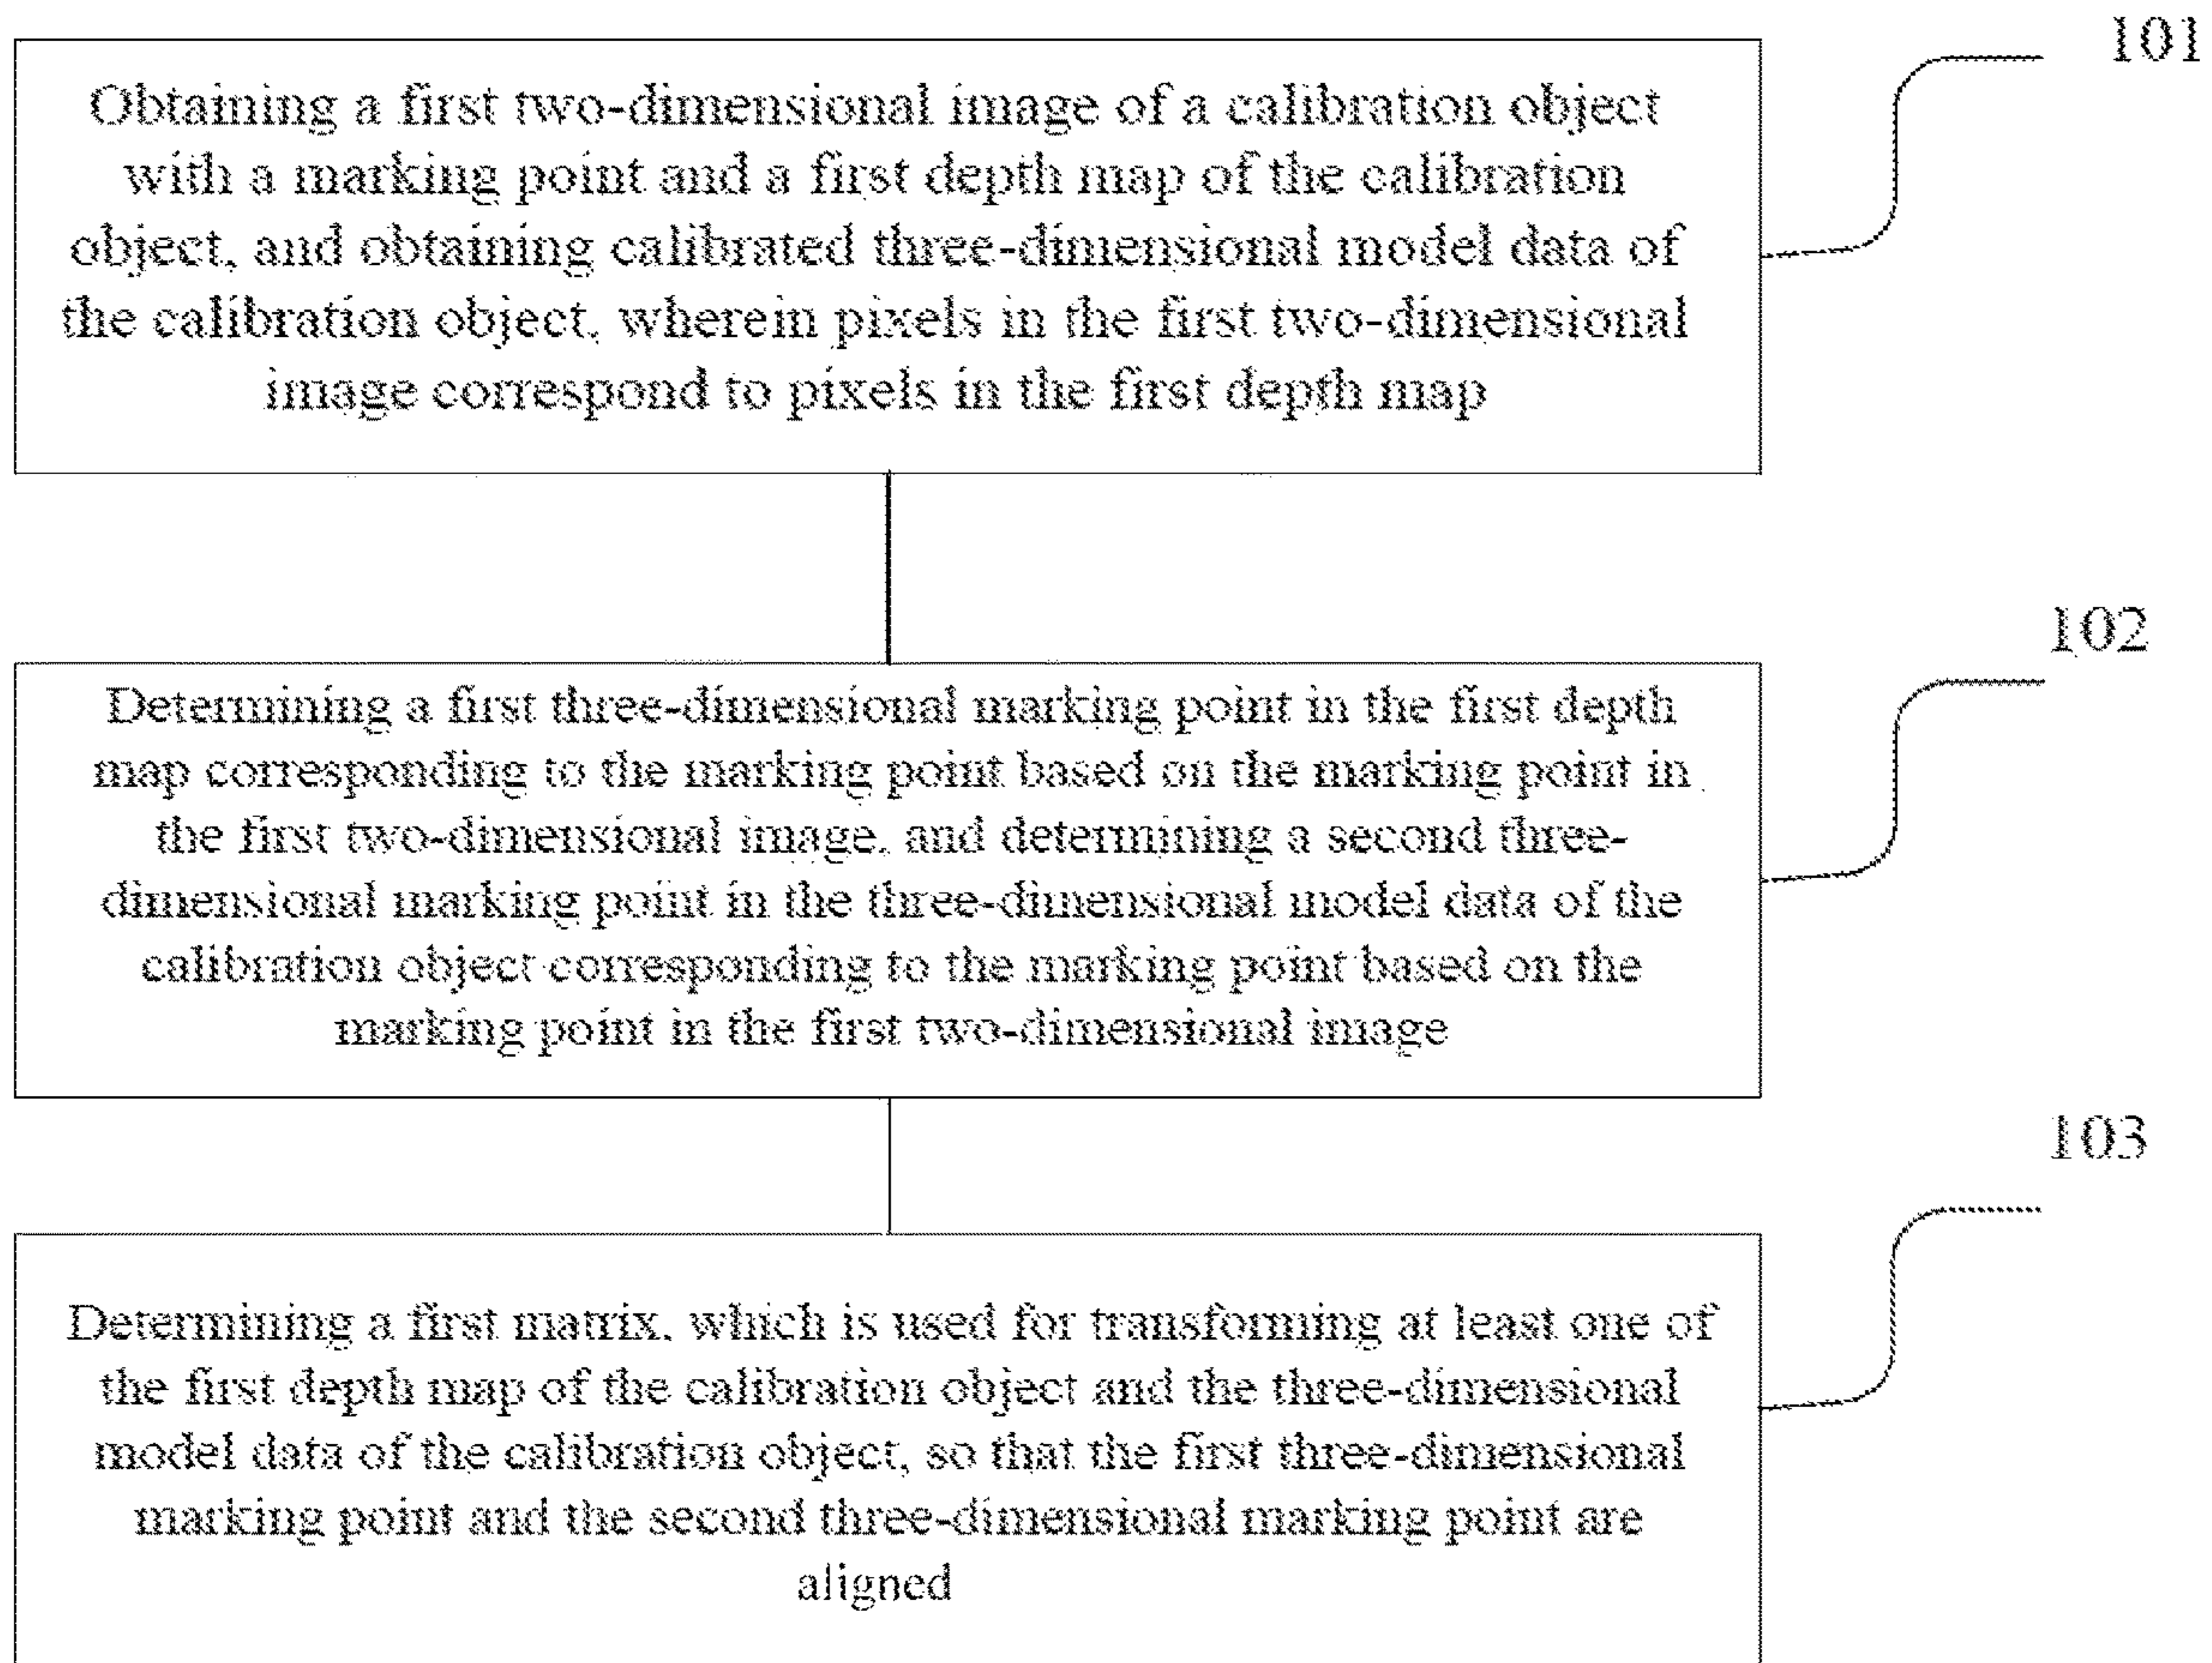 101
Obtaining a first two-dimensional image of a calibration object
with a marking point and a first depth map of the calibration
object, and obtaining calibrated three-dimensional model data of
the calibration object, wherein pixels in the first two-dimensional
image correspond to pixels in the first depth map
102
Determining a first three-dimensional marking point in the first depth
map corresponding to the marking point based on the marking point in
the first two-dimensional image, and determining a second three-
dimensional marking point in the three-dimensional model data of the
calibration object corresponding to the marking point based on the
marking point in the first two-dimensional image
103
Determining a first matrix, which is used for transforming at least one of
the first depth map of the calibration object and the three-dimensional
model data of the calibration object, so that the first three-dimensional
marking point and the second three-dimensional marking point are
aligned